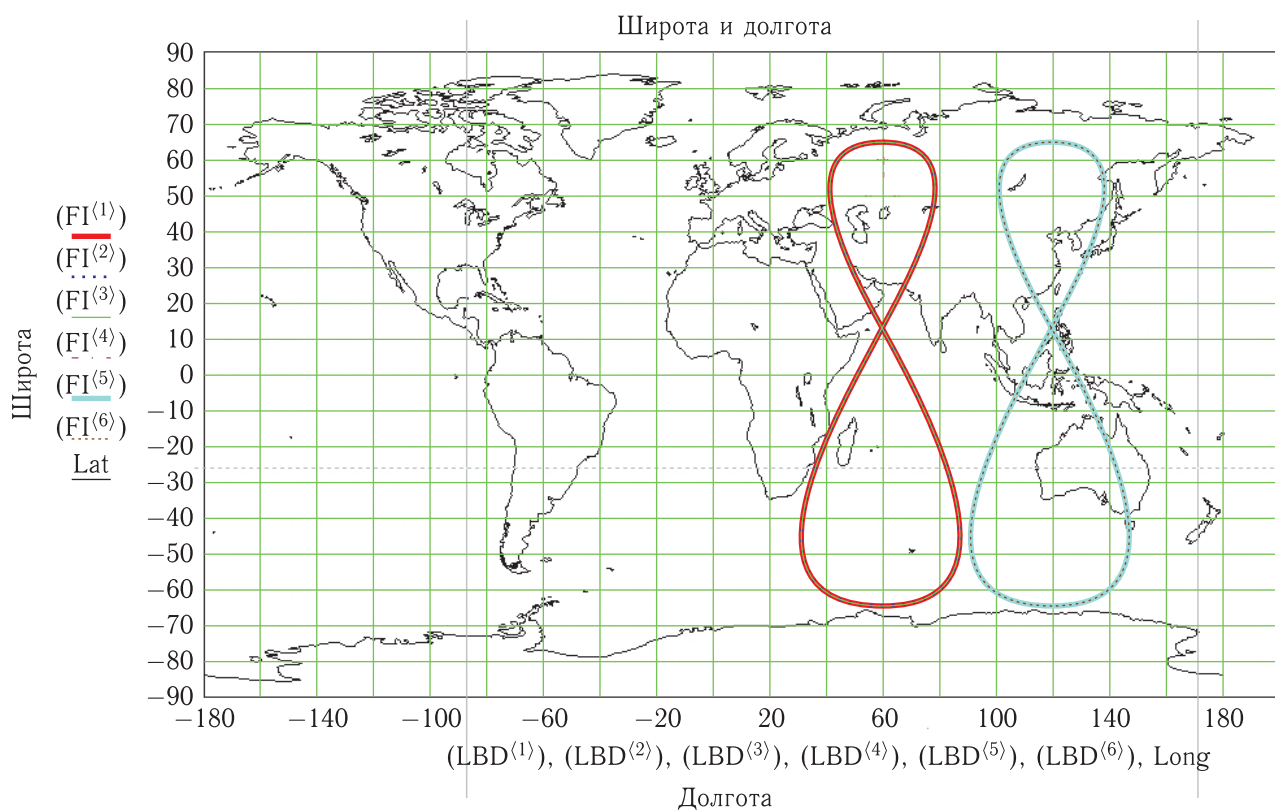 Широта и долгота
90
80
70
60
50
40
30
20
10
0
−10
−20
−30
−40
−50
−60
−70
−80
−90
Широта
(FI⟨1⟩)
(FI⟨2⟩)
(FI⟨3⟩)
(FI⟨4⟩)
(FI⟨5⟩)
(FI⟨6⟩)
Lat
−180 −140 −100 −60 −20 20 60 100 140 180
(LBD⟨1⟩), (LBD⟨2⟩), (LBD⟨3⟩), (LBD⟨4⟩), (LBD⟨5⟩), (LBD⟨6⟩), Long
Долгота